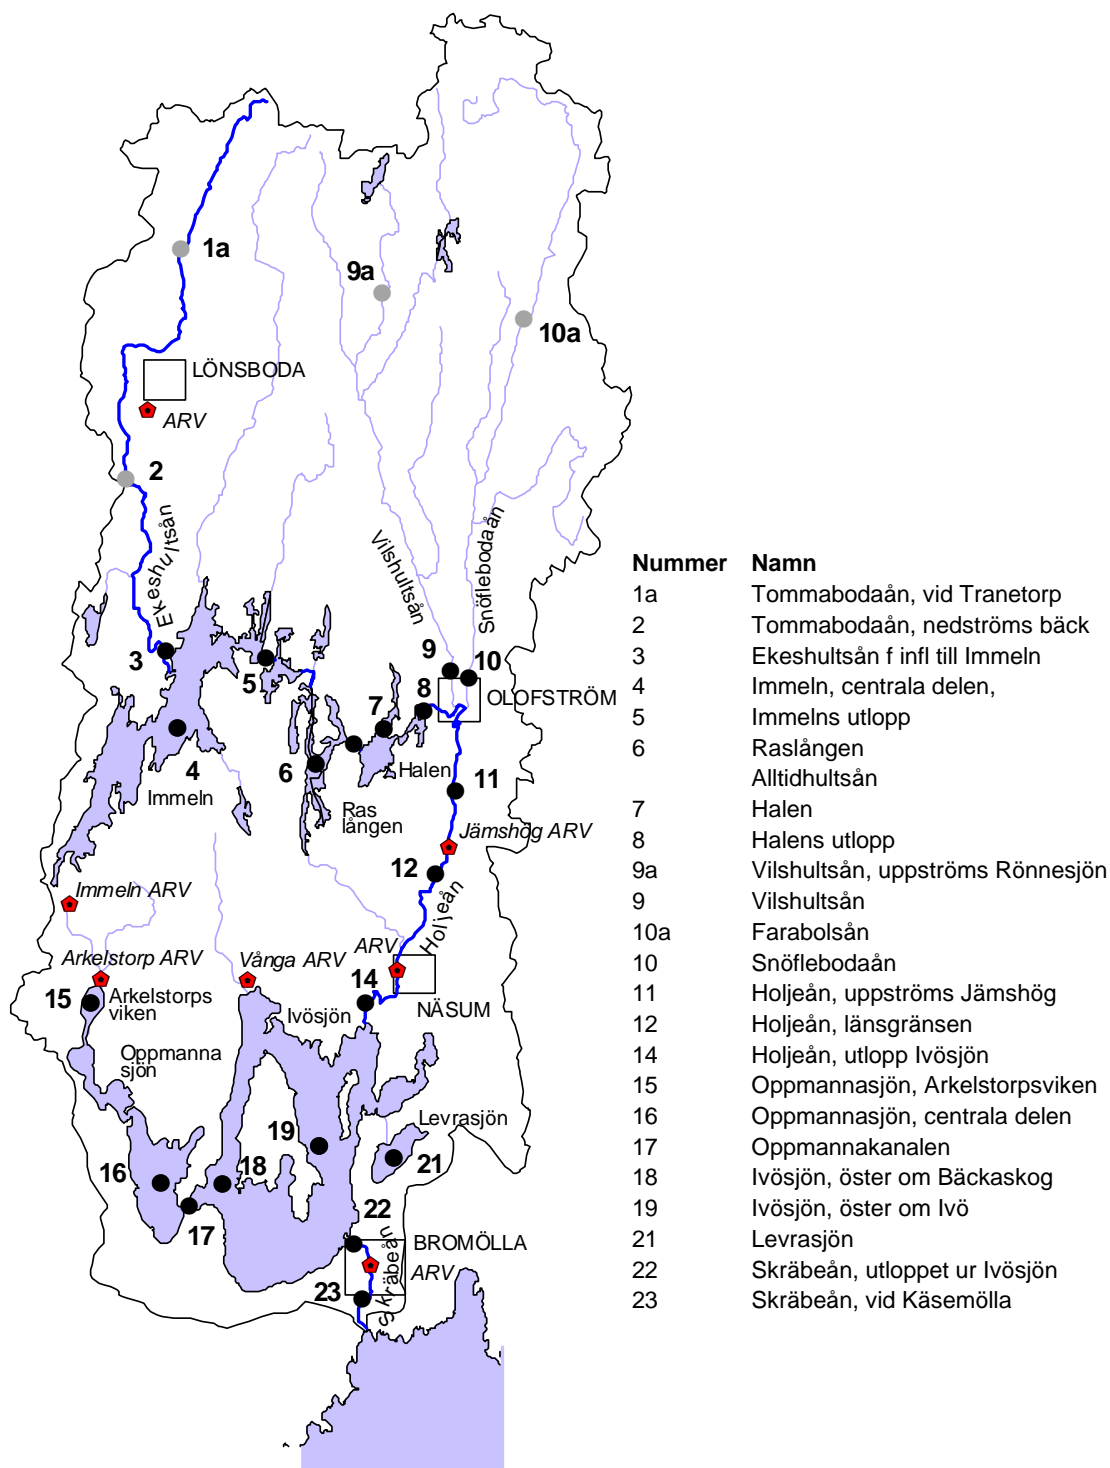 1a
9a
10a
LÖNSBODA
ARV
2
Ekeshultsån
Vilshultsån
Snöflebodaån
3
5
9
10
8
OLOFSTRÖM
7
4
6
Halen
Immeln
11
Ras
lången
Jämshög ARV
12
Immeln ARV
Holjeån
Arkelstorp ARV
Vånga ARV
ARV
14
15
Arkelstorps
viken
Ivösjön
NÄSUM
Oppmanna
sjön
Levrasjön
19
21
16
18
17
22
BROMÖLLA
ARV
Skräbeån
23
Nummer Namn
1a Tommabodaån, vid Tranetorp
2 Tommabodaån, nedströms bäck
3 Ekeshultsån f infl till Immeln
4 Immeln, centrala delen,
5 Immelns utlopp
6 Raslången
Alltidhultsån
7 Halen
8 Halens utlopp
9a Vilshultsån, uppströms Rönnesjön
9 Vilshultsån
10a Farabolsån
10 Snöflebodaån
11 Holjeån, uppströms Jämshög
12 Holjeån, länsgränsen
14 Holjeån, utlopp Ivösjön
15 Oppmannasjön, Arkelstorpsviken
16 Oppmannasjön, centrala delen
17 Oppmannakanalen
18 Ivösjön, öster om Bäckaskog
19 Ivösjön, öster om Ivö
21 Levrasjön
22 Skräbeån, utloppet ur Ivösjön
23 Skräbeån, vid Käsemölla